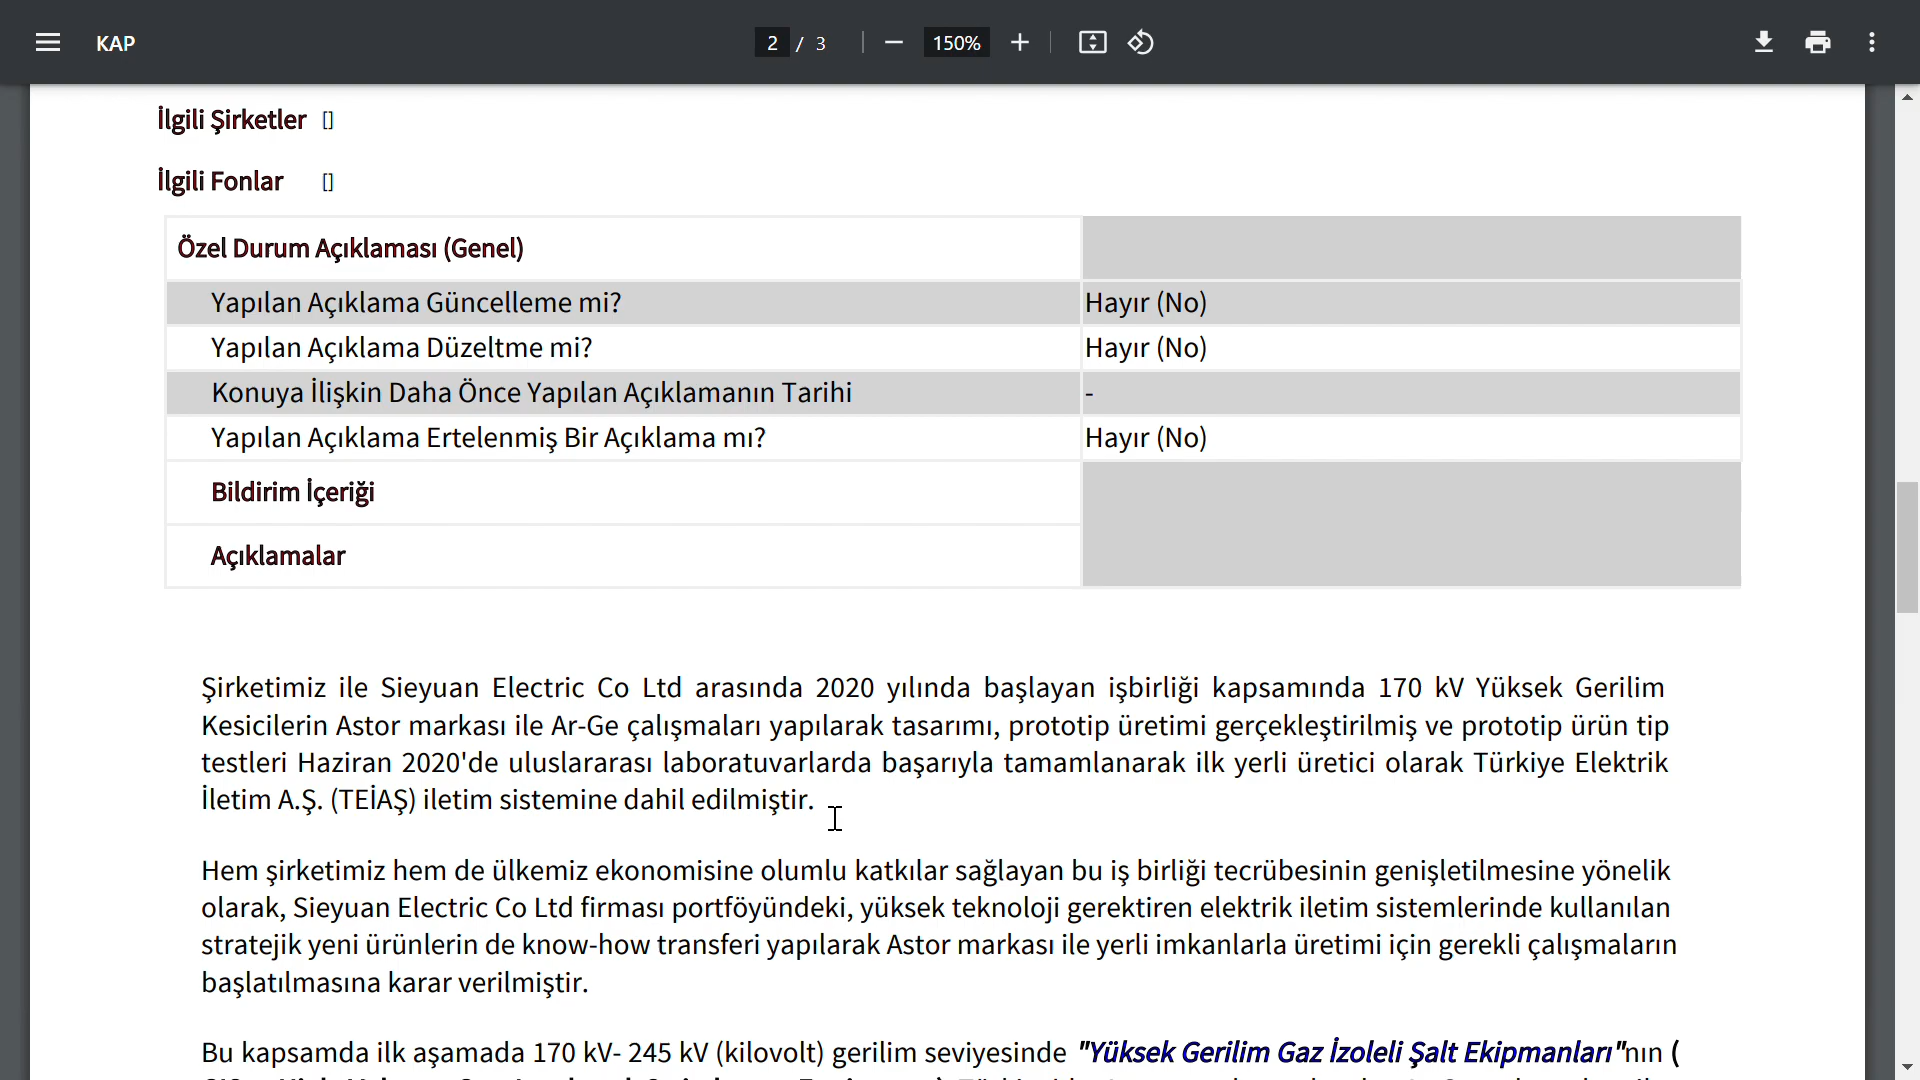 KAP
2 / 3
150%
İlgili Şirketler []
İlgili Fonlar []
Özel Durum Açıklaması (Genel)
Yapılan Açıklama Güncelleme mi? Hayır (No)
Yapılan Açıklama Düzeltme mi? Hayır (No)
Konuya İlişkin Daha Önce Yapılan Açıklamanın Tarihi -
Yapılan Açıklama Ertelenmiş Bir Açıklama mı? Hayır (No)
Bildirim İçeriği
Açıklamalar
Şirketimiz ile Sieyuan Electric Co Ltd arasında 2020 yılında başlayan işbirliği kapsamında 170 kV Yüksek Gerilim
Kesicilerin Astor markası ile Ar-Ge çalışmaları yapılarak tasarımı, prototip üretimi gerçekleştirilmiş ve prototip ürün tip
testleri Haziran 2020'de uluslararası laboratuvarlarda başarıyla tamamlanarak ilk yerli üretici olarak Türkiye Elektrik
İletim A.Ş. (TEİAŞ) iletim sistemine dahil edilmiştir.
Hem şirketimiz hem de ülkemiz ekonomisine olumlu katkılar sağlayan bu iş birliği tecrübesinin genişletilmesine yönelik
olarak, Sieyuan Electric Co Ltd firması portföyündeki, yüksek teknoloji gerektiren elektrik iletim sistemlerinde kullanılan
stratejik yeni ürünlerin de know-how transferi yapılarak Astor markası ile yerli imkanlarla üretimi için gerekli çalışmaların
başlatılmasına karar verilmiştir.
Bu kapsamda ilk aşamada 170 kV- 245 kV (kilovolt) gerilim seviyesinde "Yüksek Gerilim Gaz İzoleli Şalt Ekipmanları"nın (